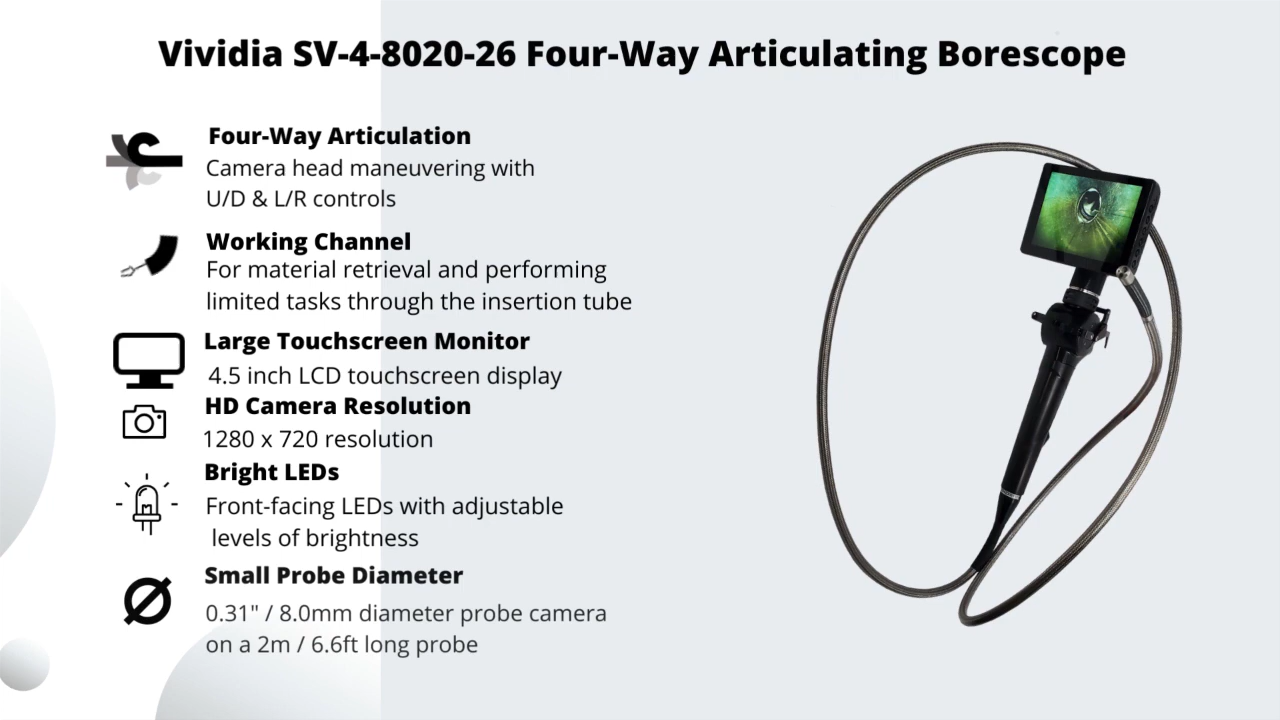 Vividia SV-4-8020-26 Four-Way Articulating Borescope
Four-Way Articulation
Camera head maneuvering with
U/D & L/R controls
Working Channel
For material retrieval and performing
limited tasks through the insertion tube
Large Touchscreen Monitor
4.5 inch LCD touchscreen display
HD Camera Resolution
1280 x 720 resolution
Bright LEDs
Front-facing LEDs with adjustable
levels of brightness
Small Probe Diameter
0.31" / 8.0mm diameter probe camera
on a 2m / 6.6ft long probe